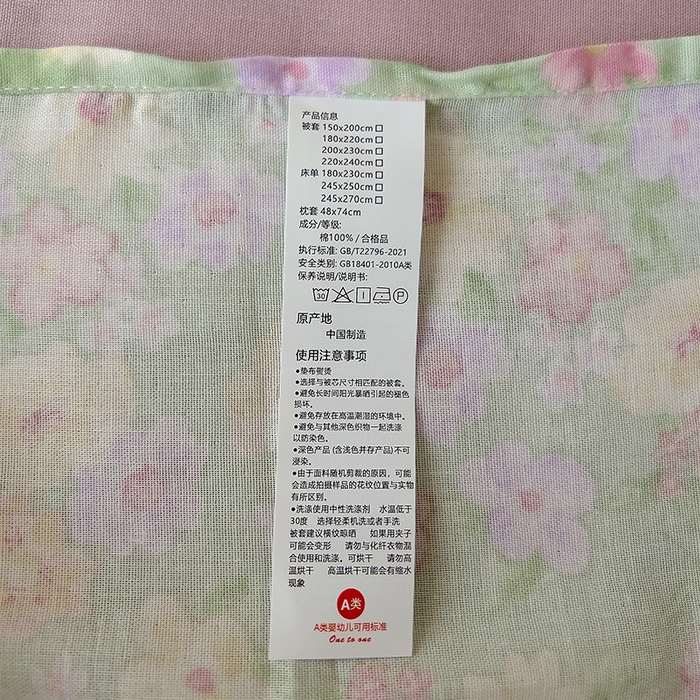 产品信息
被套 150x200cm□
180x220cm□
200x230cm□
220x240cm□
床单 180x230cm□
245x250cm□
245x270cm□
枕套 48x74cm
成分/等级:
棉100% / 合格品
执行标准: GB/T22796-2021
安全类别: GB18401-2010A类
保养说明/说明书:
30 P
原产地
中国制造
使用注意事项
●垫布熨烫
●选择与被芯尺寸相匹配的被套。
●避免长时间阳光暴晒引起的褪色
损坏.
●避免存放在高温潮湿的环境中。
●避免与其他深色织物一起洗涤
以防染色。
●深色产品 (含浅色并存产品)不可
浸染。
●由于面料随机剪裁的原因，可能
会造成拍摄样品的花纹位置与实物
有所区别。
●洗涤使用中性洗涤剂 水温低于
30度 选择轻柔机洗或者手洗
被套建议横纹晾晒 如果用夹子
可能会变形 请勿与化纤衣物混
合使用和洗涤。可烘干 请勿高
温烘干 高温烘干可能会有缩水
现象
A类
A类婴幼儿可用标准
One to one